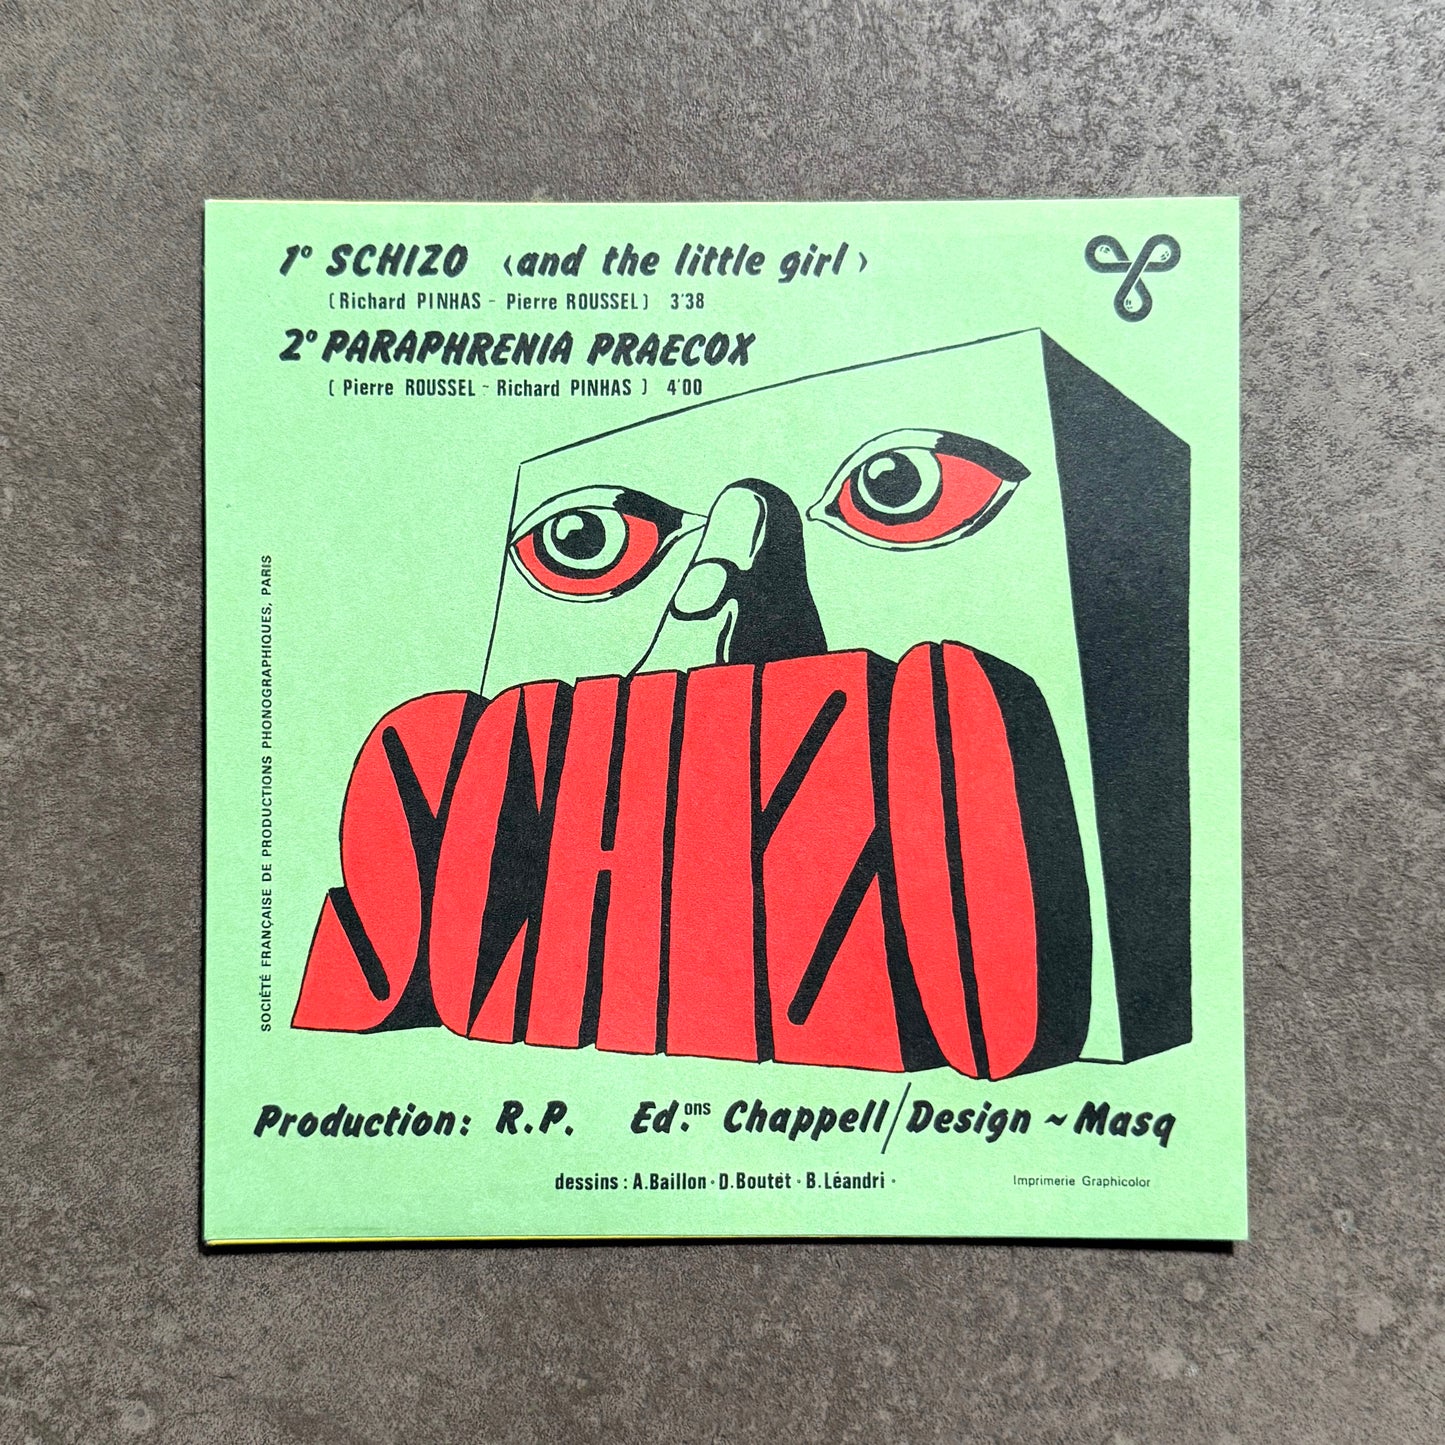 1° SCHIZO ‹and the little girl›
(Richard PINHAS - Pierre ROUSSEL) 3'38
2° PARAPHRENIA PRAECOX
( Pierre ROUSSEL - Richard PINHAS ) 4'00
SOCIÉTÉ FRANÇAISE DE PRODUCTIONS PHONOGRAPHIQUES, PARIS
SCHIZO
Production: R.P. Ed.ons Chappell/Design ~ Masq
dessins : A.Baillon · D.Boutet · B.Léandri ·
Imprimerie Graphicolor